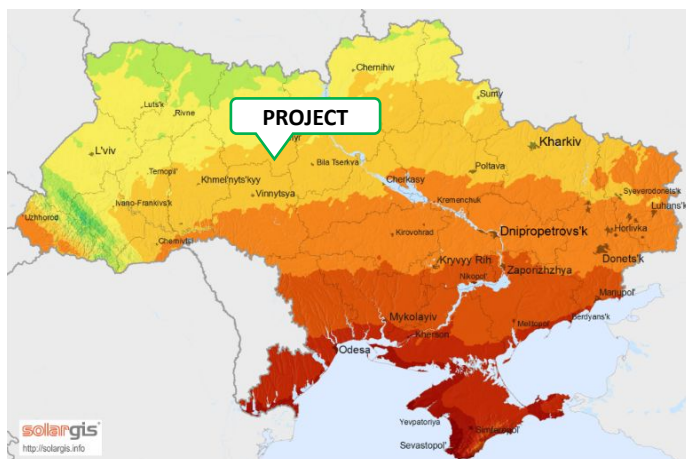 Chernihiv
Sumy
Luts'k
Rivne
PROJECT
Kharkiv
L'viv
Bila Tserkva
Poltava
Ternopil'
Khmel'nyts'kyy
Cherkasy
Vinnytsya
Syeverodonets'k
Ivano-Frankivs'k
Kremenchuk
Luhans'k
Uzhhorod
Kirovohrad
Dnipropetrovs'k
Horlivka
Chernivtsi
Donets'k
Kryvyy Rih
Zaporizhzhya
Nikopol'
Mariupol'
Mykolayiv
Melitopol'
Berdyans'k
Kherson
Odesa
Yevpatoriya
Simferopol'
Sevastopol'
solargis
http://solargis.info